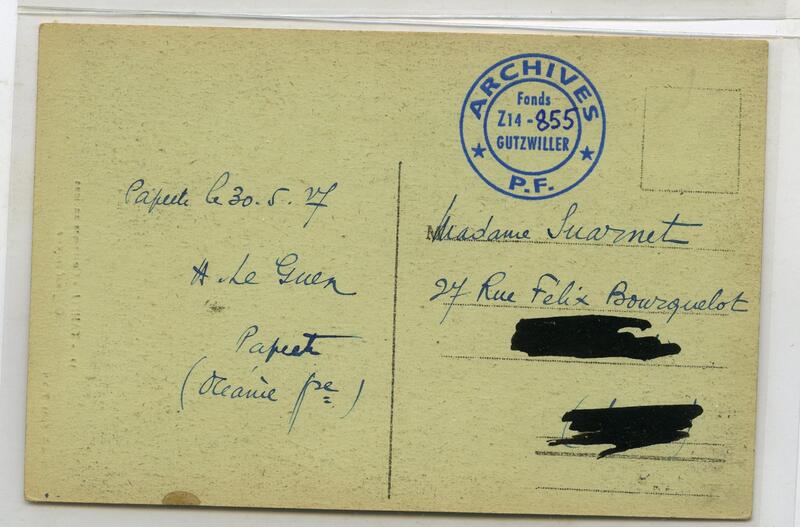 ARCHIVES
Fonds
Z14-855
GUTZWILLER
P.F.
Papeete le 30.5.27
H. Le Guen
Papeete
(Océanie fse)
M
Madame Suarnet
27 Rue Félix Bourquelot